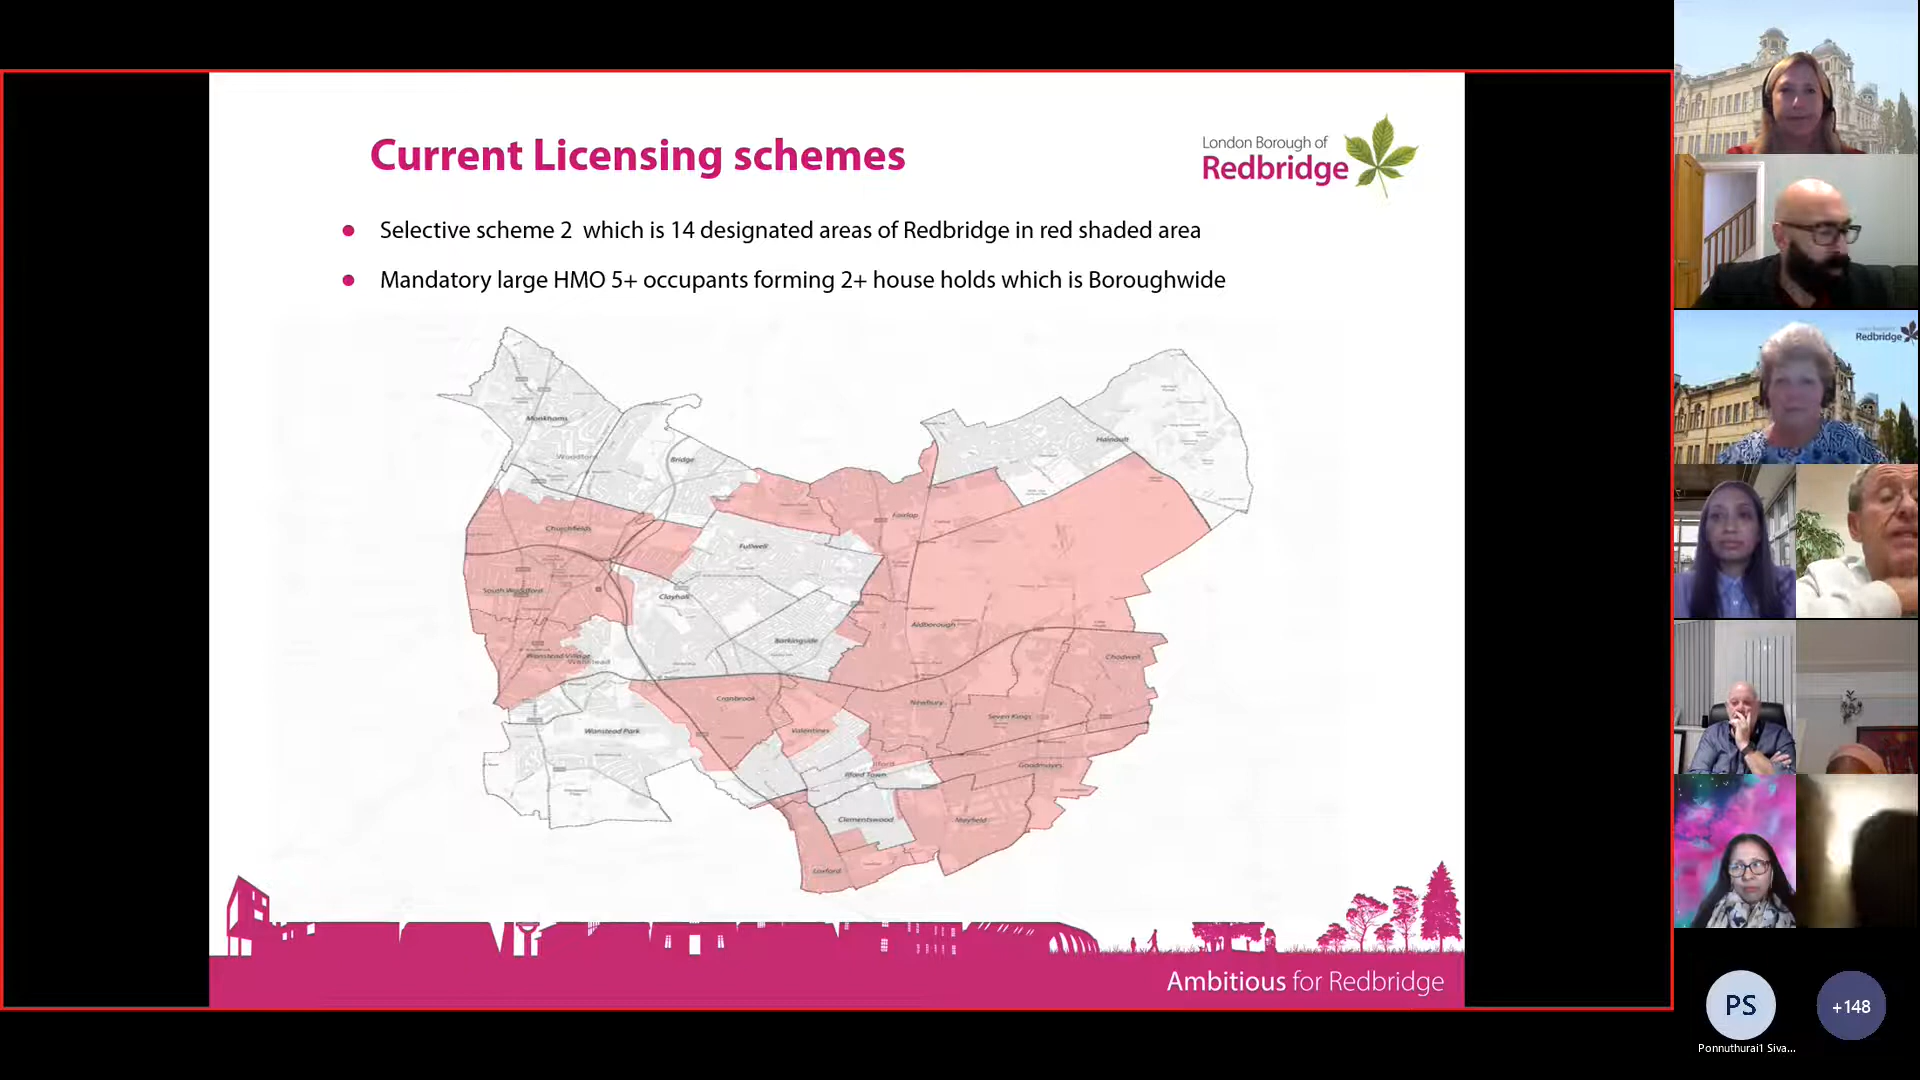 Current Licensing schemes
London Borough of
Redbridge
● Selective scheme 2  which is 14 designated areas of Redbridge in red shaded area
● Mandatory large HMO 5+ occupants forming 2+ house holds which is Boroughwide
Monkhams
Woodford
Bridge
Hainault
Churchfields
Fairlop
Fullwell
South Woodford
Clayhall
Aldborough
Barkingside
Wanstead Village
Wanstead
Chadwell
Cranbrook
Newbury
Seven Kings
Wanstead Park
Valentines
Ilford
Goodmayes
Ilford Town
Clementswood
Mayfield
Loxford
Ambitious for Redbridge
Redbridge
PS
+148
Ponnuthurai1 Siva...